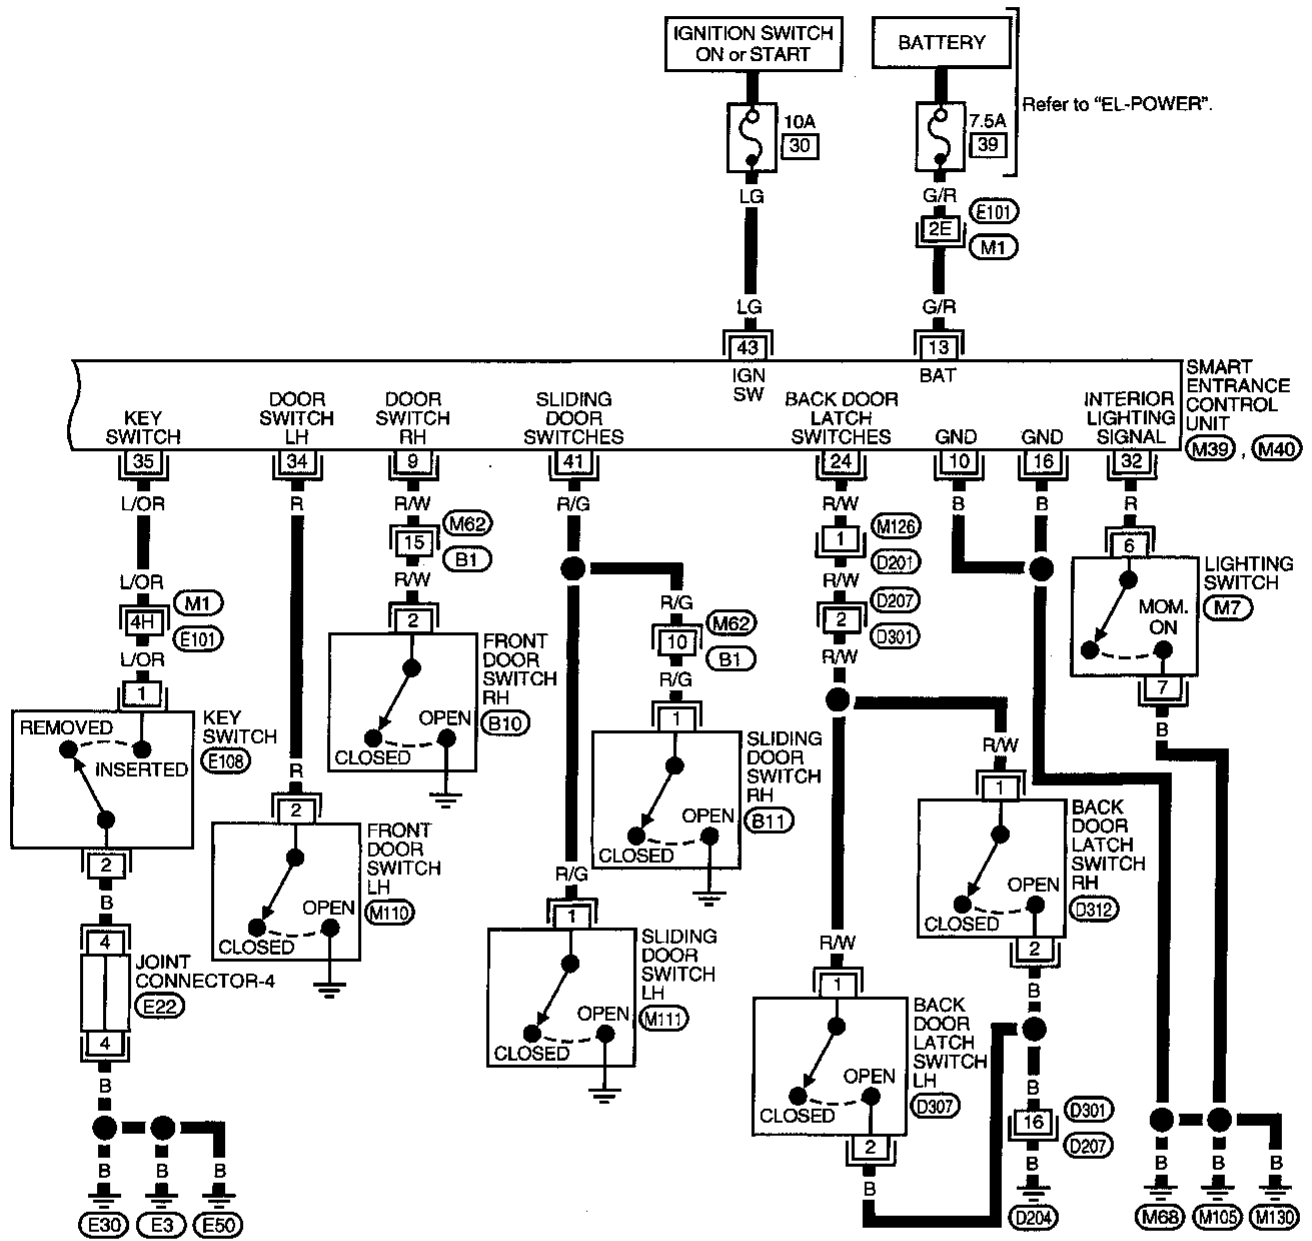 IGNITION SWITCH
ON or START
BATTERY
Refer to "EL-POWER".
10A
30
7.5A
39
LG
G/R
E101
2E
M1
LG
G/R
43
13
IGN
SW
BAT
SMART
ENTRANCE
CONTROL
UNIT
M39 , M40
KEY
SWITCH
DOOR
SWITCH
LH
DOOR
SWITCH
RH
SLIDING
DOOR
SWITCHES
BACK DOOR
LATCH
SWITCHES
GND
GND
INTERIOR
LIGHTING
SIGNAL
35
34
9
41
24
10
16
32
L/OR
R
R/W
R/G
R/W
B
B
R
L/OR
4H
M1
E101
L/OR
1
REMOVED
INSERTED
KEY
SWITCH
E108
2
B
4
JOINT
CONNECTOR-4
E22
4
B
B
B
B
E30
E3
E50
R
2
FRONT
DOOR
SWITCH
LH
M110
OPEN
CLOSED
15
M62
B1
R/W
2
FRONT
DOOR
SWITCH
RH
B10
OPEN
CLOSED
R/G
10
M62
B1
R/G
1
SLIDING
DOOR
SWITCH
RH
B11
OPEN
CLOSED
R/G
1
SLIDING
DOOR
SWITCH
LH
M111
OPEN
CLOSED
1
M126
D201
R/W
2
D207
D301
R/W
R/W
1
BACK
DOOR
LATCH
SWITCH
RH
D312
OPEN
CLOSED
2
B
R/W
1
BACK
DOOR
LATCH
SWITCH
LH
D307
OPEN
CLOSED
2
B
B
16
D301
D207
B
D204
6
LIGHTING
SWITCH
M7
MOM.
ON
7
B
B
B
B
M68
M105
M130